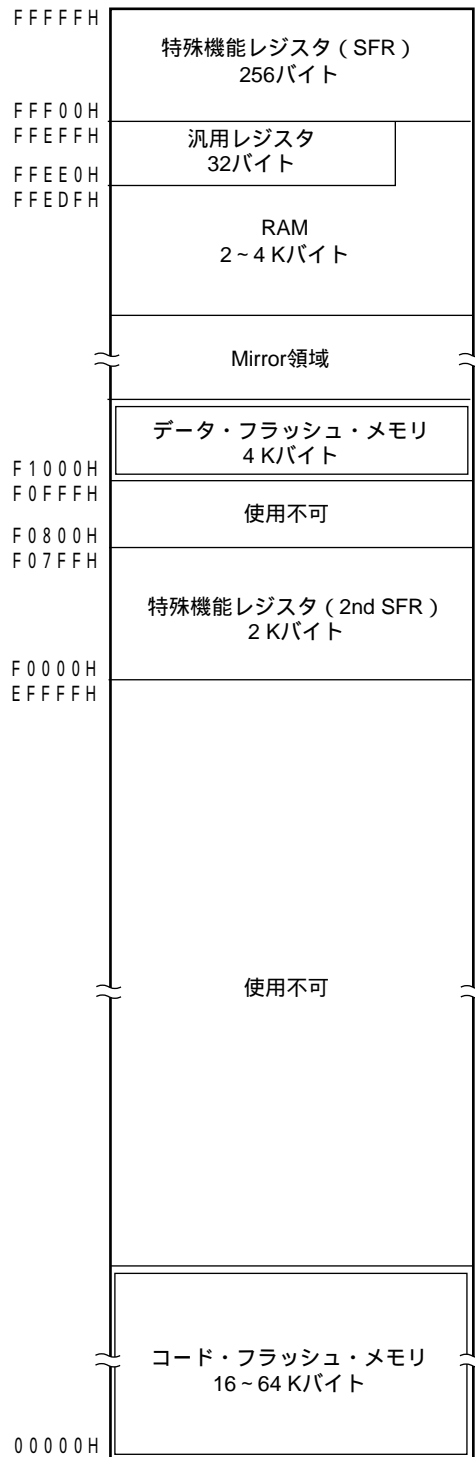 FFFFFH
特殊機能レジスタ（SFR）
256バイト
FFF00H
FFEFFH
汎用レジスタ
32バイト
FFEE0H
FFEDFH
RAM
2～4 Kバイト
Mirror領域
データ・フラッシュ・メモリ
4 Kバイト
F1000H
F0FFFH
使用不可
F0800H
F07FFH
特殊機能レジスタ（2nd SFR）
2 Kバイト
F0000H
EFFFFH
使用不可
コード・フラッシュ・メモリ
16～64 Kバイト
00000H